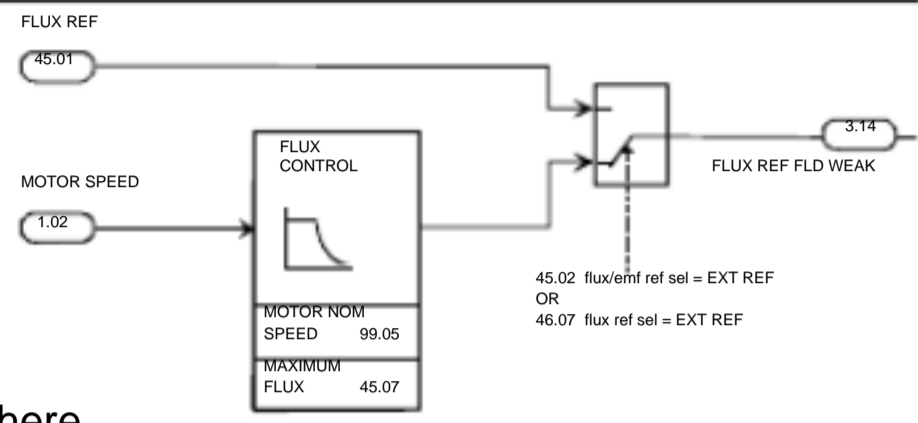 FLUX REF
45.01
FLUX
CONTROL
3.14
FLUX REF FLD WEAK
MOTOR SPEED
1.02
45.02 flux/emf ref sel = EXT REF
OR
46.07 flux ref sel = EXT REF
MOTOR NOM
SPEED 99.05
MAXIMUM
FLUX 45.07
here